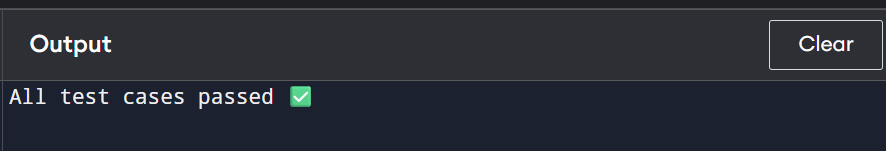 Output
Clear
All test cases passed ✅